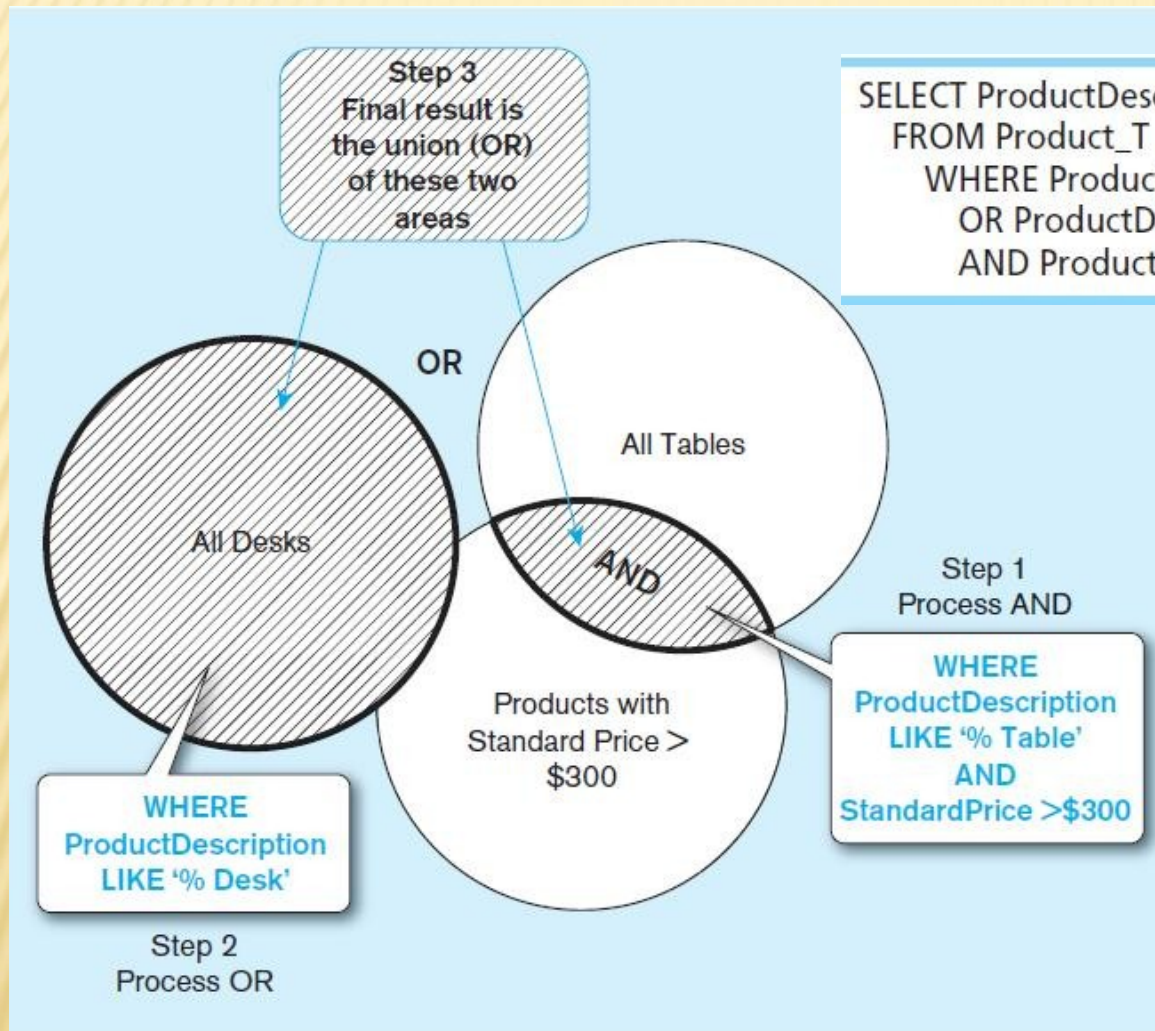 Step 3
Final result is
the union (OR)
of these two
areas
SELECT ProductDes
FROM Product_T
WHERE Produc
OR ProductD
AND Product
OR
All Tables
All Desks
AND
Step 1
Process AND
WHERE
ProductDescription
LIKE ‘% Table’
AND
StandardPrice >$300
Products with
Standard Price >
$300
WHERE
ProductDescription
LIKE ‘% Desk’
Step 2
Process OR